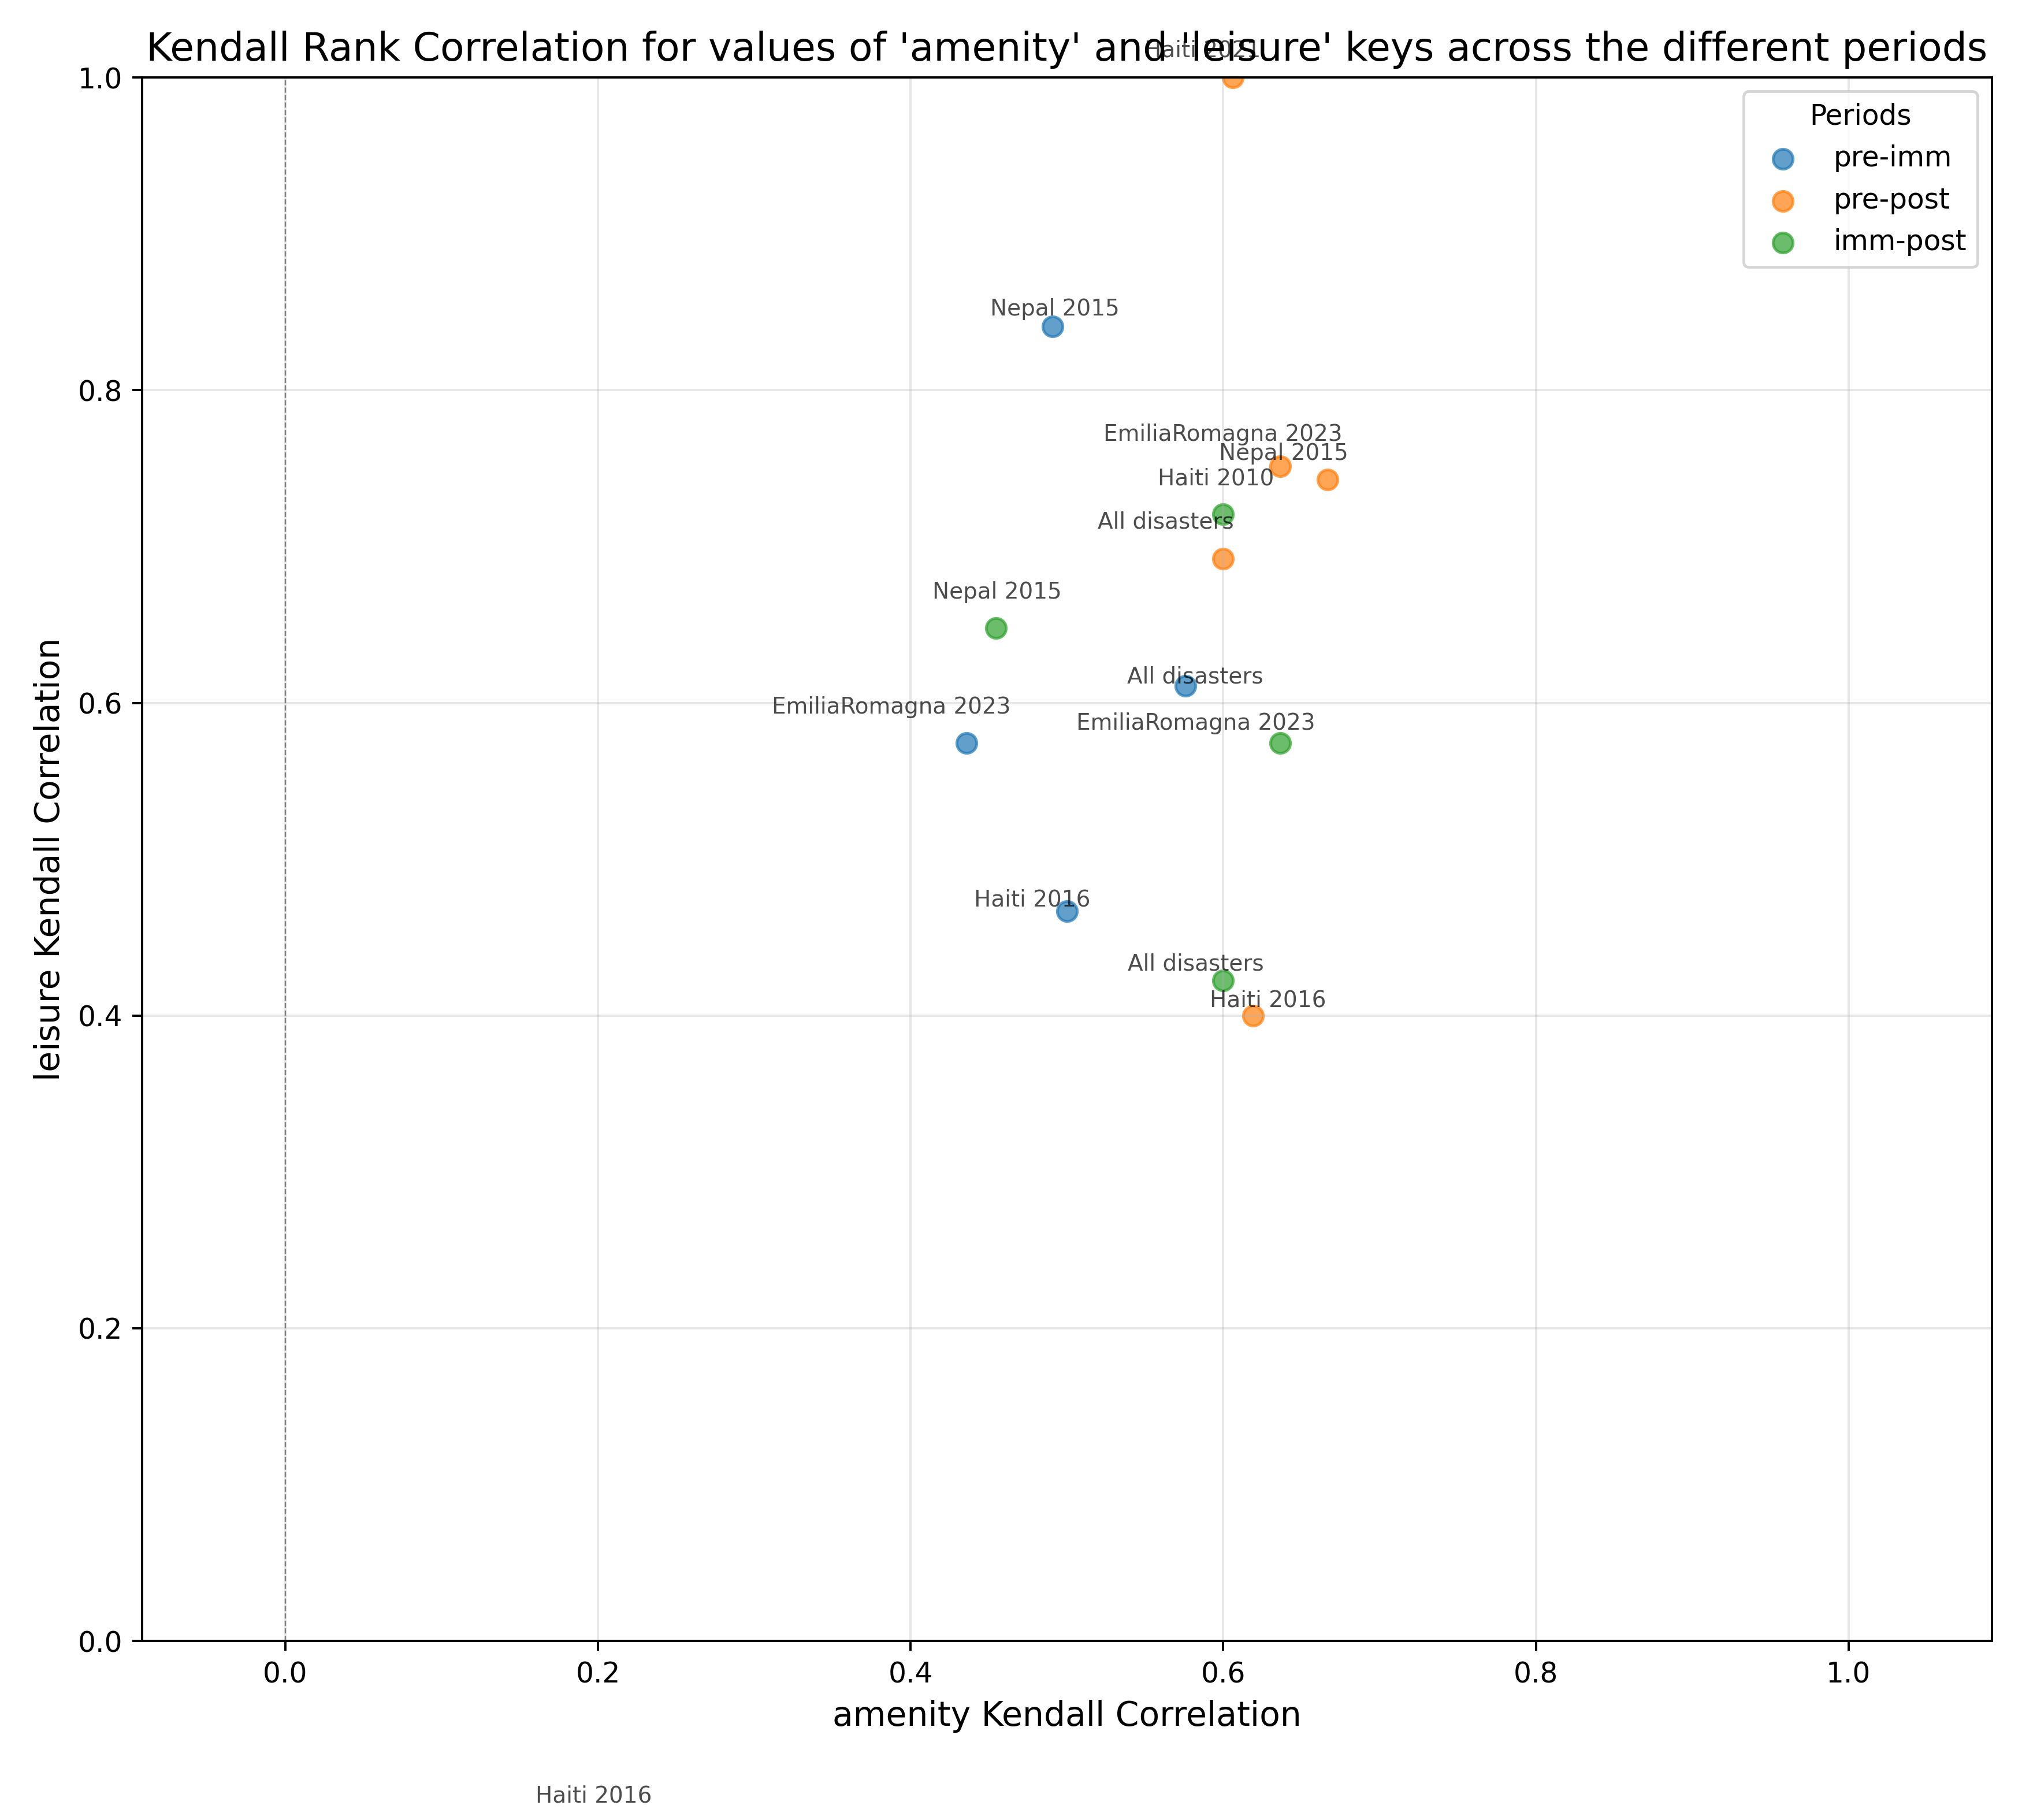 Kendall Rank Correlation for values of 'amenity' and 'leisure' keys across the different periods
Haiti 2021
1.0
Periods
pre-imm
pre-post
imm-post
Nepal 2015
0.8
EmiliaRomagna 2023
Nepal 2015
Haiti 2010
All disasters
Nepal 2015
All disasters
0.6
EmiliaRomagna 2023
EmiliaRomagna 2023
leisure Kendall Correlation
Haiti 2016
All disasters
Haiti 2016
0.4
0.2
0.0
0.0 0.2 0.4 0.6 0.8 1.0
amenity Kendall Correlation
Haiti 2016